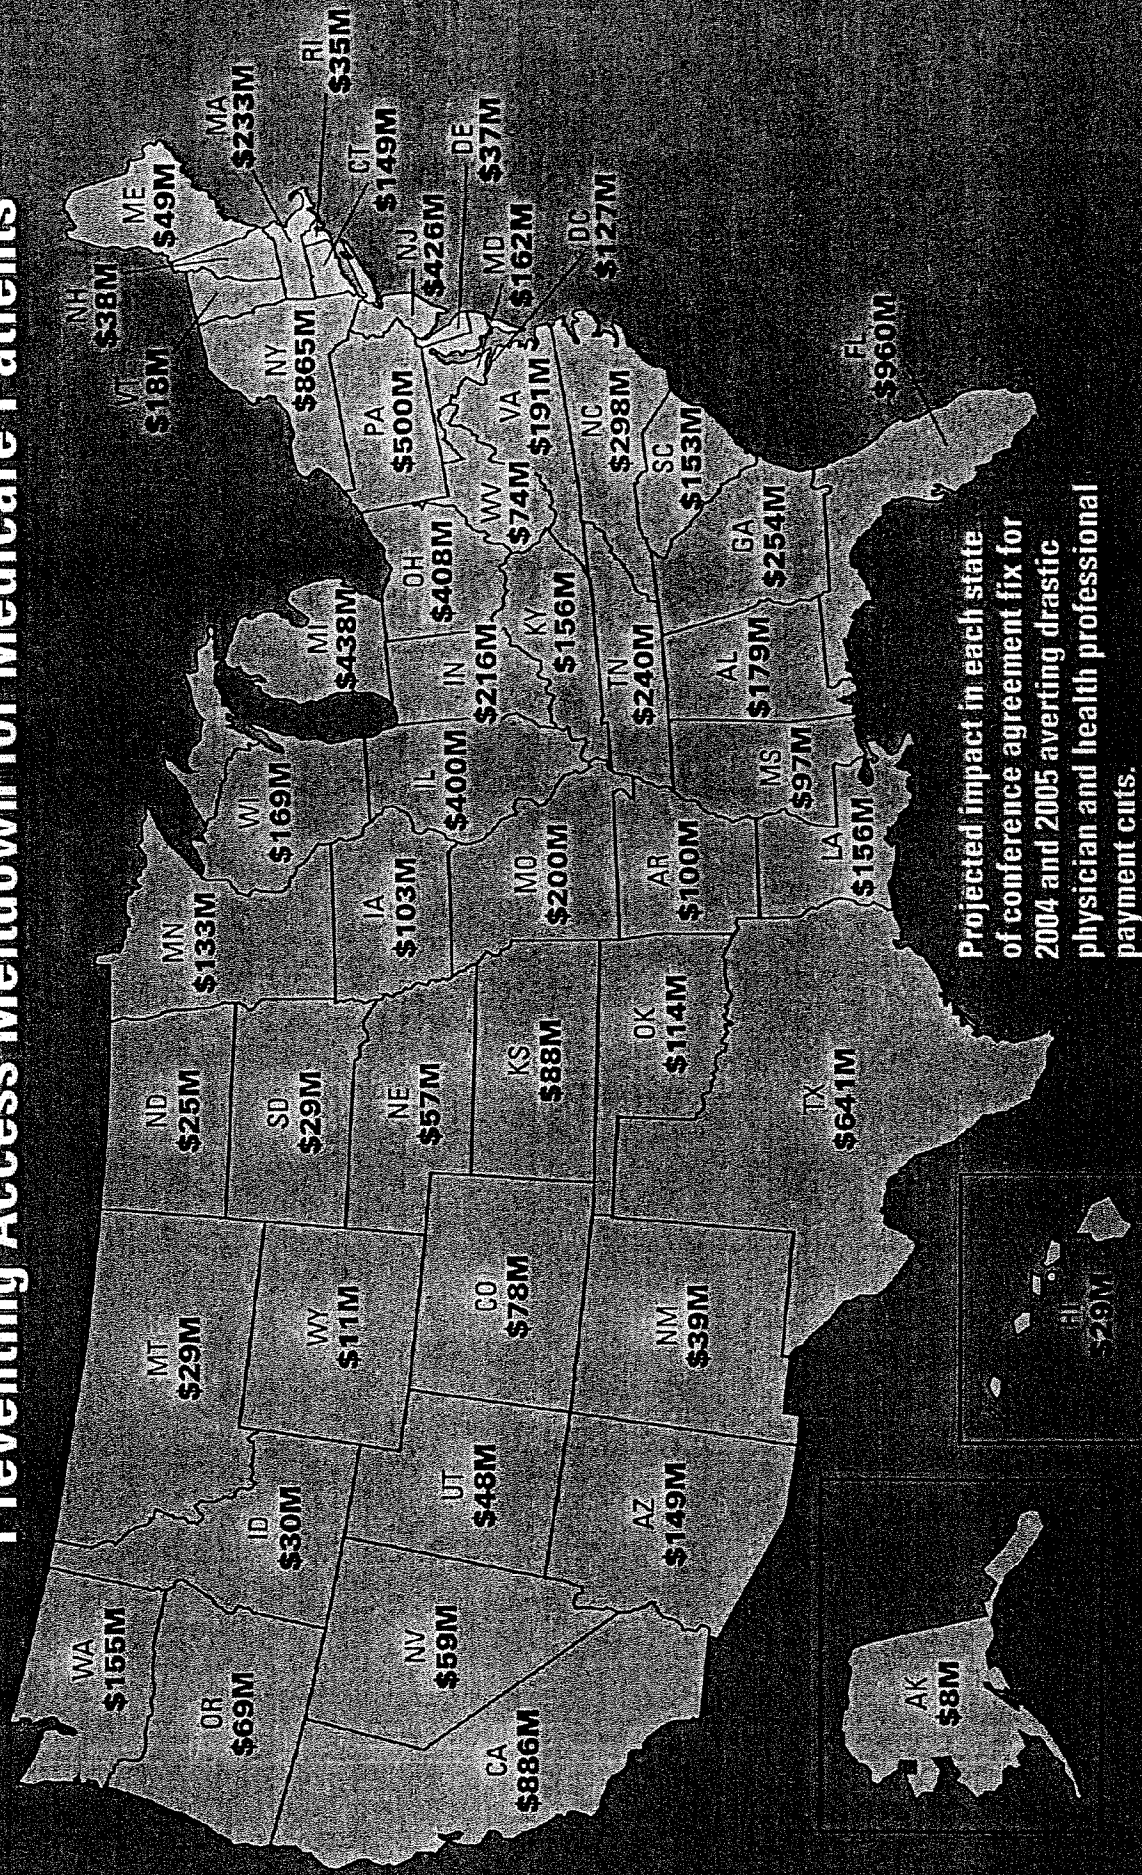 Preventing Access Meltdown for Medicare Patients
WA
$155M
OR
$69M
CA
$886M
NV
$59M
ID
$30M
MT
$29M
WY
$11M
UT
$48M
AZ
$149M
CO
$78M
NM
$39M
ND
$25M
SD
$29M
NE
$57M
KS
$88M
OK
$114M
TX
$641M
MN
$133M
IA
$103M
MO
$200M
AR
$100M
LA
$156M
WI
$169M
IL
$400M
MS
$97M
MI
$438M
IN
$216M
KY
$156M
TN
$240M
AL
$179M
OH
$408M
WV
$74M
GA
$254M
FL
$960M
SC
$153M
NC
$298M
VA
$191M
PA
$500M
NY
$865M
VT
$18M
NH
$38M
ME
$49M
MA
$233M
RI
$35M
CT
$149M
NJ
$426M
DE
$37M
MD
$162M
DC
$127M
AK
$8M
HI
$29M
Projected impact in each state
of conference agreement fix for
2004 and 2005 averting drastic
physician and health professional
payment cuts.